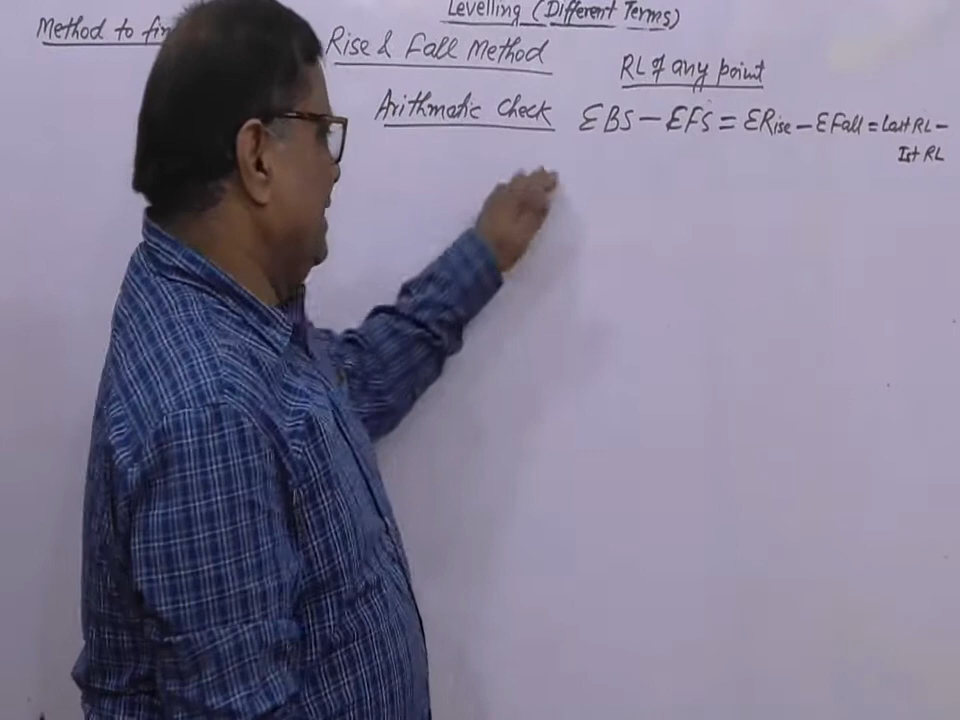 Levelling (Different Terms)
Method to
Rise & Fall Method
RL of any point
Arithmatic Check ΣBS - ΣFS = ΣRise - ΣFall = Last RL -
Ist RL